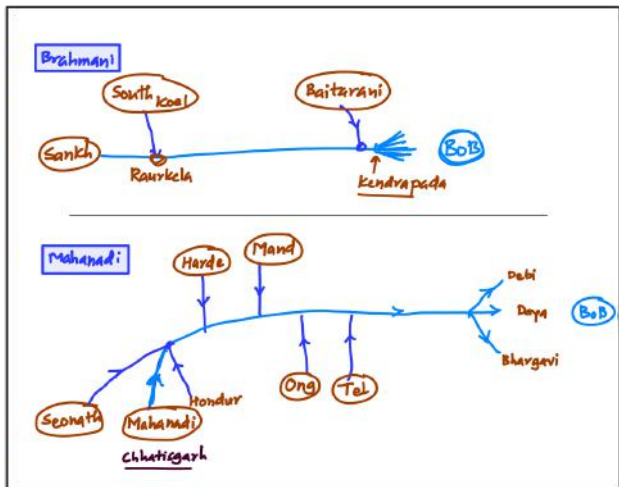 Brahmani
South Koel
Baitarani
Sankh
Raurkela
Kendrapada
BoB
Mahanadi
Harde
Mand
Debi
Daya
BoB
Bhargavi
Ong
Tel
Seonath
Mahanadi
Hondur
Chhatisgarh